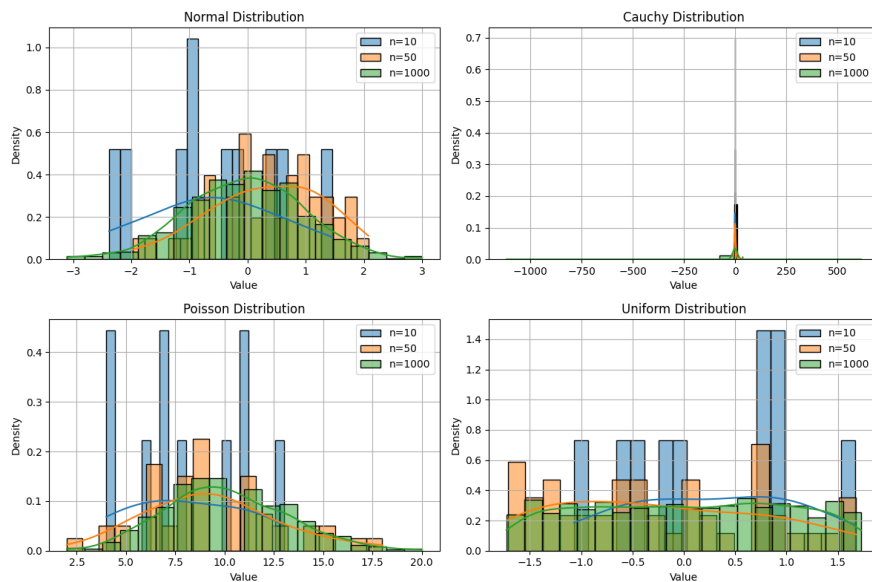 Normal Distribution
n=10
n=50
n=1000
1.0
0.8
0.6
0.4
0.2
0.0
Density
−3
−2
−1
0
1
2
3
Value
Cauchy Distribution
n=10
n=50
n=1000
0.7
0.6
0.5
0.4
0.3
0.2
0.1
0.0
Density
−1000
−750
−500
−250
0
250
500
Value
Poisson Distribution
n=10
n=50
n=1000
0.4
0.3
0.2
0.1
0.0
Density
2.5
5.0
7.5
10.0
12.5
15.0
17.5
20.0
Value
Uniform Distribution
n=10
n=50
n=1000
1.4
1.2
1.0
0.8
0.6
0.4
0.2
0.0
Density
−1.5
−1.0
−0.5
0.0
0.5
1.0
1.5
Value